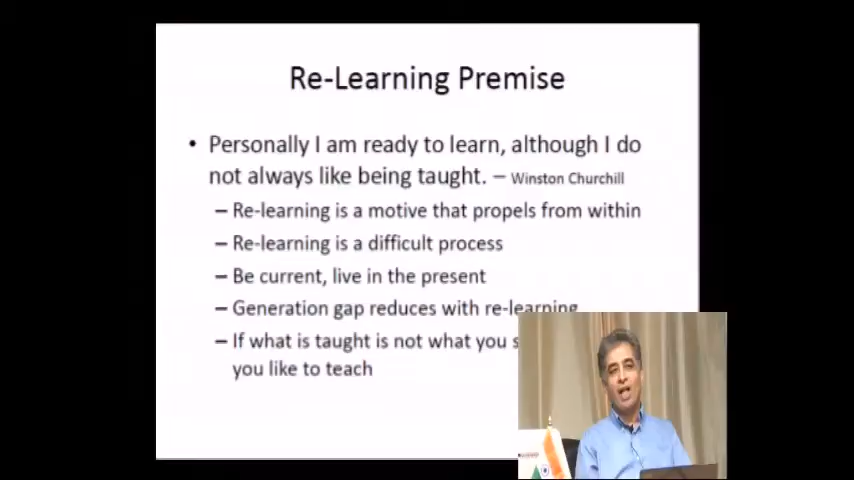 Re-Learning Premise
• Personally I am ready to learn, although I do
not always like being taught. – Winston Churchill
– Re-learning is a motive that propels from within
– Re-learning is a difficult process
– Be current, live in the present
– Generation gap reduces with re-learning
– If what is taught is not what you
you like to teach